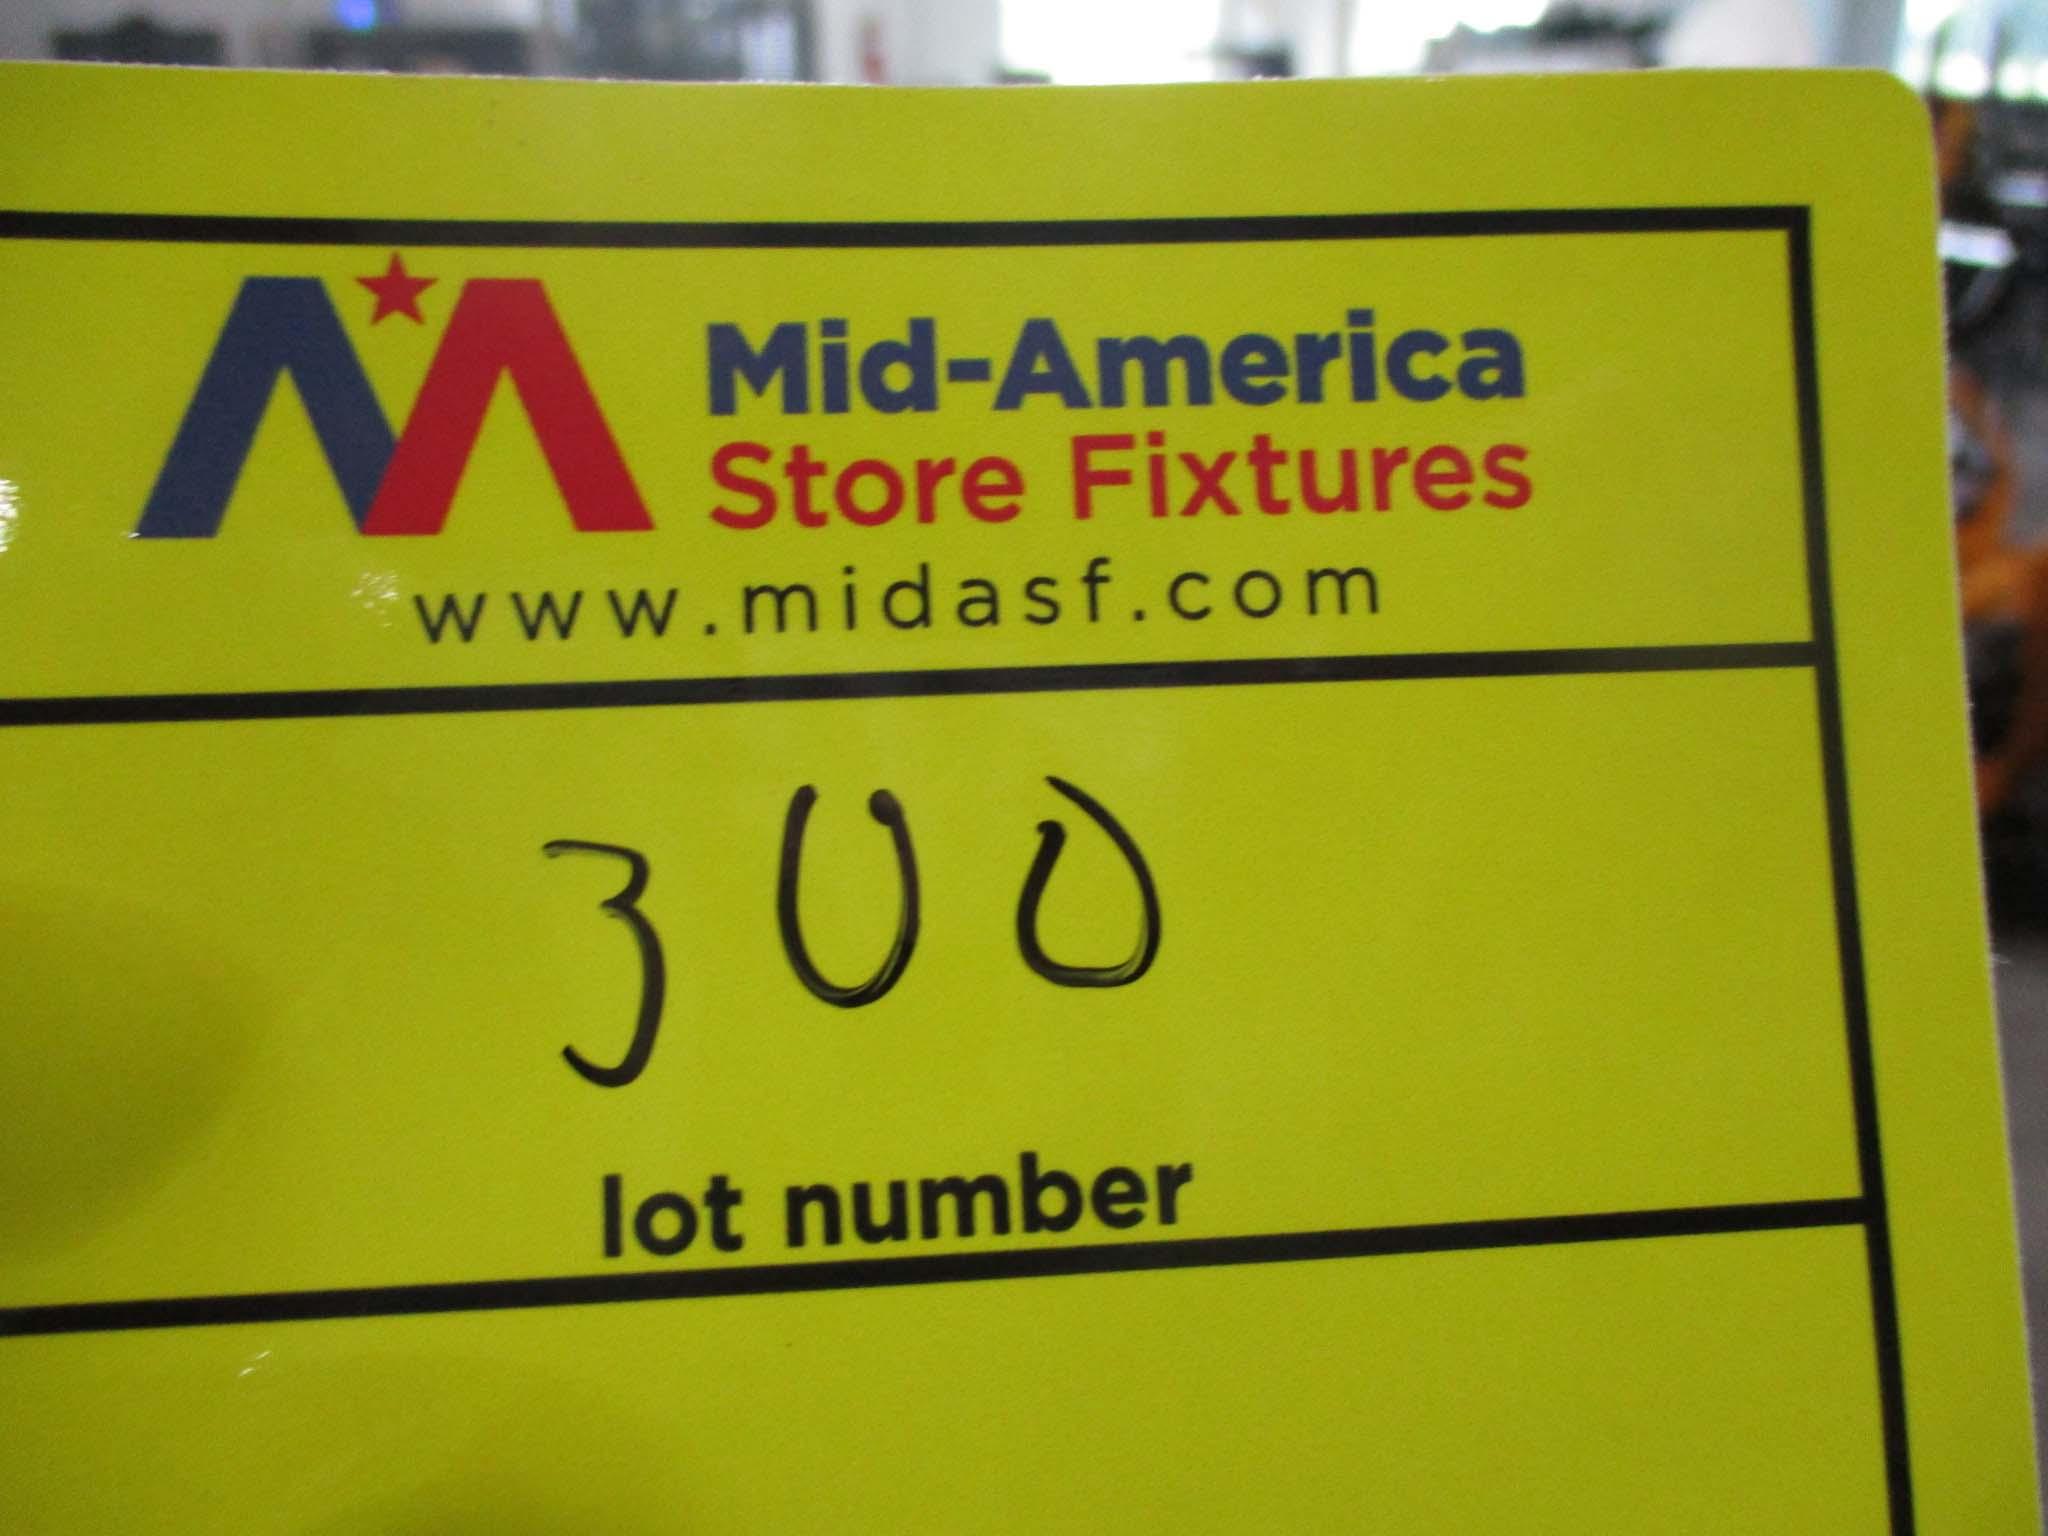 Mid-America
Store Fixtures
www.midasf.com
300
lot number